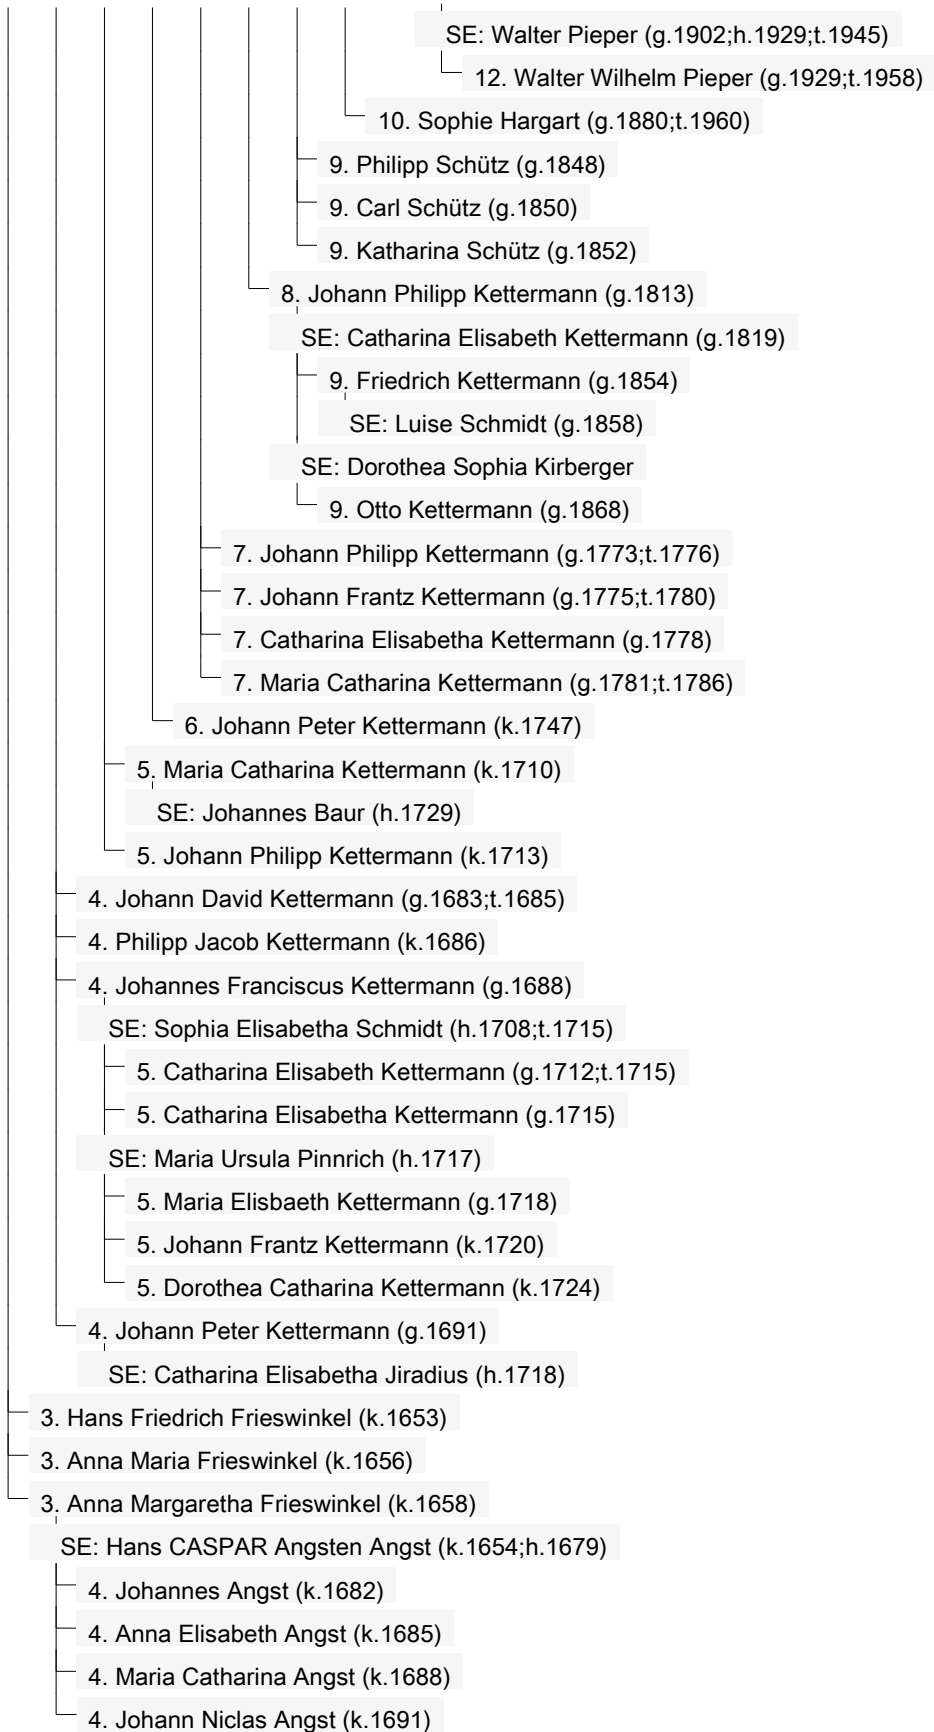 SE: Walter Pieper (g.1902;h.1929;t.1945)
12. Walter Wilhelm Pieper (g.1929;t.1958)
10. Sophie Hargart (g.1880;t.1960)
9. Philipp Schütz (g.1848)
9. Carl Schütz (g.1850)
9. Katharina Schütz (g.1852)
8. Johann Philipp Kettermann (g.1813)
SE: Catharina Elisabeth Kettermann (g.1819)
9. Friedrich Kettermann (g.1854)
SE: Luise Schmidt (g.1858)
SE: Dorothea Sophia Kirberger
9. Otto Kettermann (g.1868)
7. Johann Philipp Kettermann (g.1773;t.1776)
7. Johann Frantz Kettermann (g.1775;t.1780)
7. Catharina Elisabetha Kettermann (g.1778)
7. Maria Catharina Kettermann (g.1781;t.1786)
6. Johann Peter Kettermann (k.1747)
5. Maria Catharina Kettermann (k.1710)
SE: Johannes Baur (h.1729)
5. Johann Philipp Kettermann (k.1713)
4. Johann David Kettermann (g.1683;t.1685)
4. Philipp Jacob Kettermann (k.1686)
4. Johannes Franciscus Kettermann (g.1688)
SE: Sophia Elisabetha Schmidt (h.1708;t.1715)
5. Catharina Elisabeth Kettermann (g.1712;t.1715)
5. Catharina Elisabetha Kettermann (g.1715)
SE: Maria Ursula Pinnrich (h.1717)
5. Maria Elisbaeth Kettermann (g.1718)
5. Johann Frantz Kettermann (k.1720)
5. Dorothea Catharina Kettermann (k.1724)
4. Johann Peter Kettermann (g.1691)
SE: Catharina Elisabetha Jiradius (h.1718)
3. Hans Friedrich Frieswinkel (k.1653)
3. Anna Maria Frieswinkel (k.1656)
3. Anna Margaretha Frieswinkel (k.1658)
SE: Hans CASPAR Angsten Angst (k.1654;h.1679)
4. Johannes Angst (k.1682)
4. Anna Elisabeth Angst (k.1685)
4. Maria Catharina Angst (k.1688)
4. Johann Niclas Angst (k.1691)